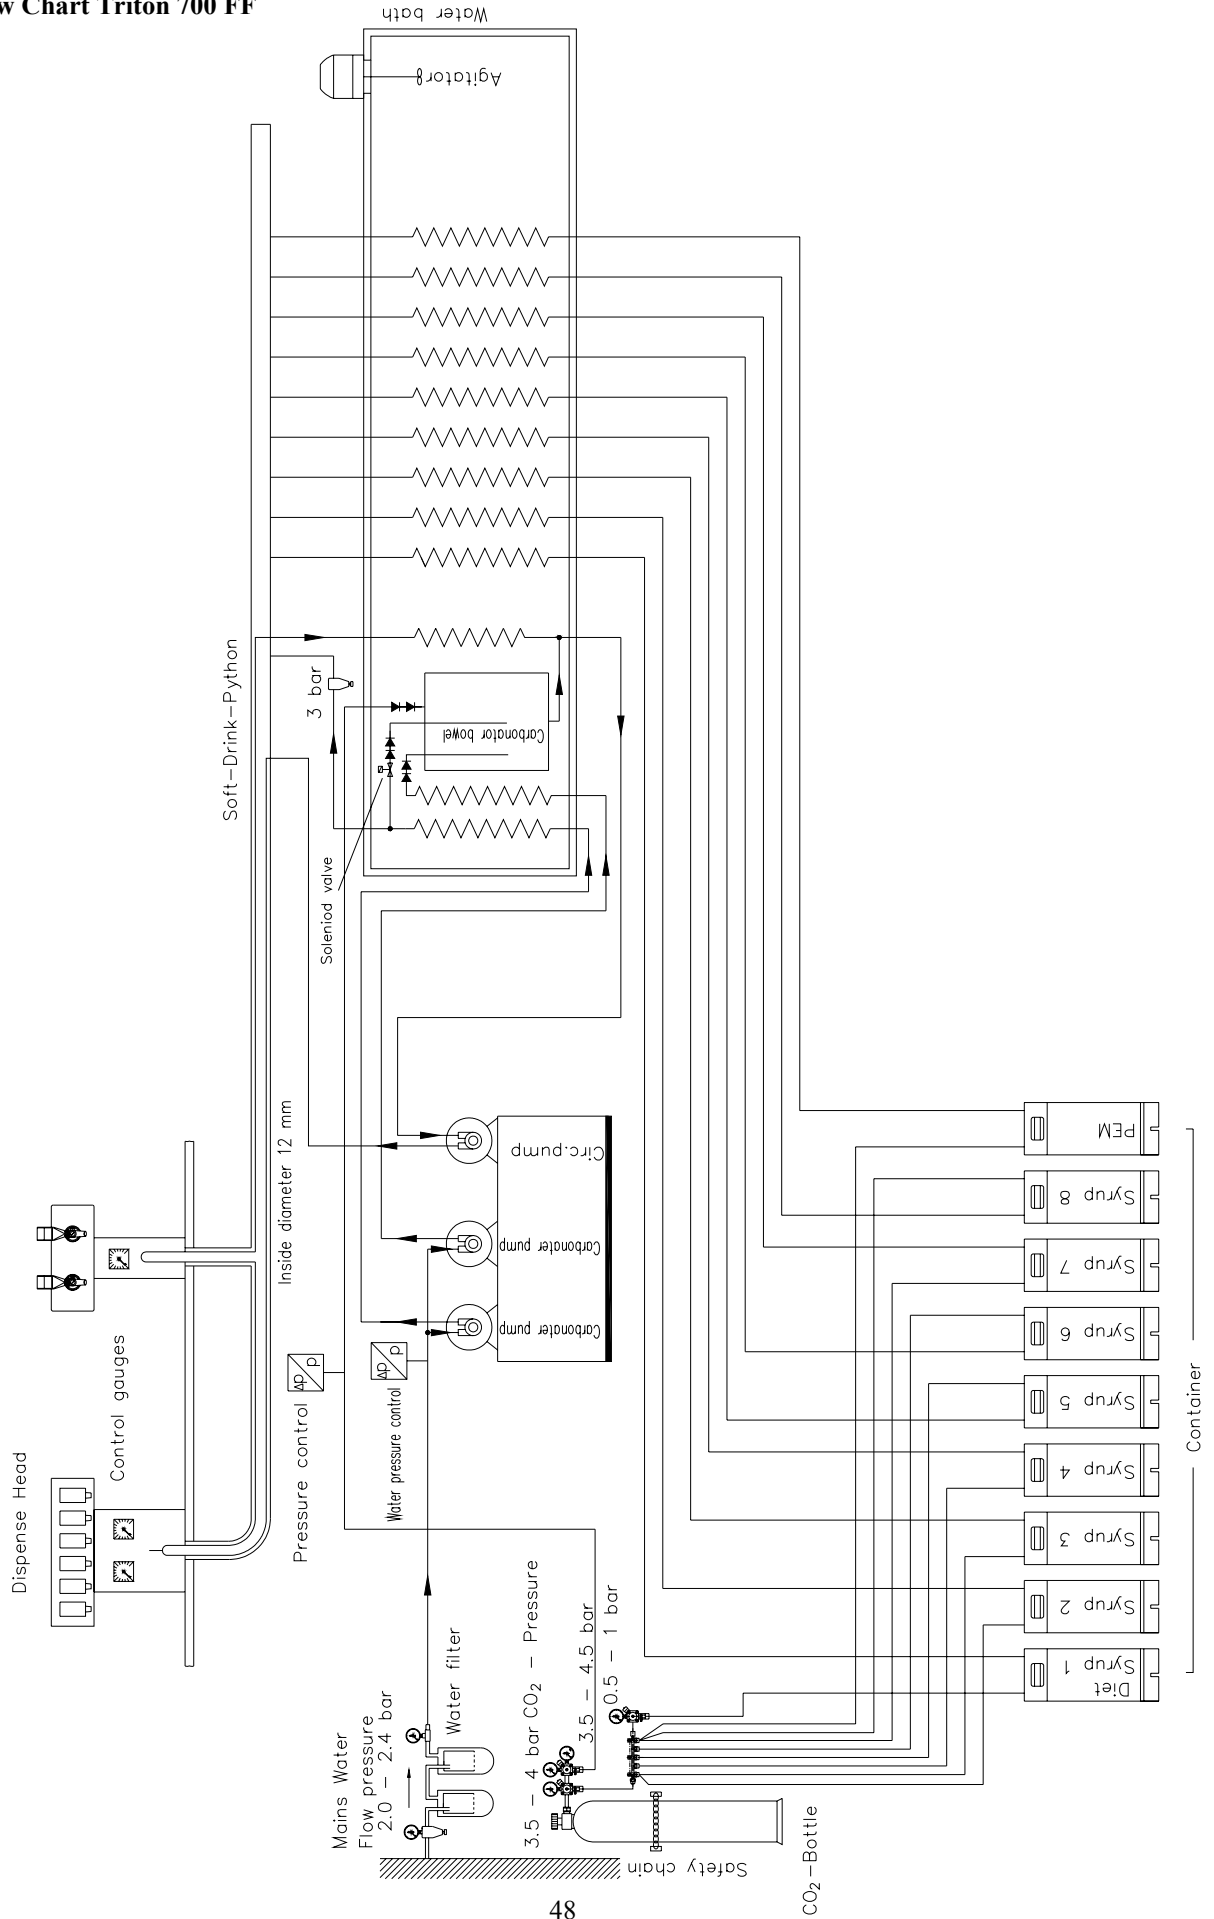 w Chart Triton 700 FF
Water bath
Agitator
Soft-Drink-Python
3 bar
Carbonator bowel
Soleniod valve
Inside diameter 12 mm
Circ.pump
Carbonater pump
Carbonater pump
Δp
p
Δp
p
Pressure control
Water pressure control
Control gauges
Dispense Head
Mains Water
Flow pressure
2.0 - 2.4 bar
Water filter
3.5 - 4 bar CO2 - Pressure
3.5 - 4.5 bar
0.5 - 1 bar
Safety chain
CO2-Bottle
PEM
Syrup 8
Syrup 7
Syrup 6
Syrup 5
Syrup 4
Syrup 3
Syrup 2
Diet
Syrup 1
Container
48